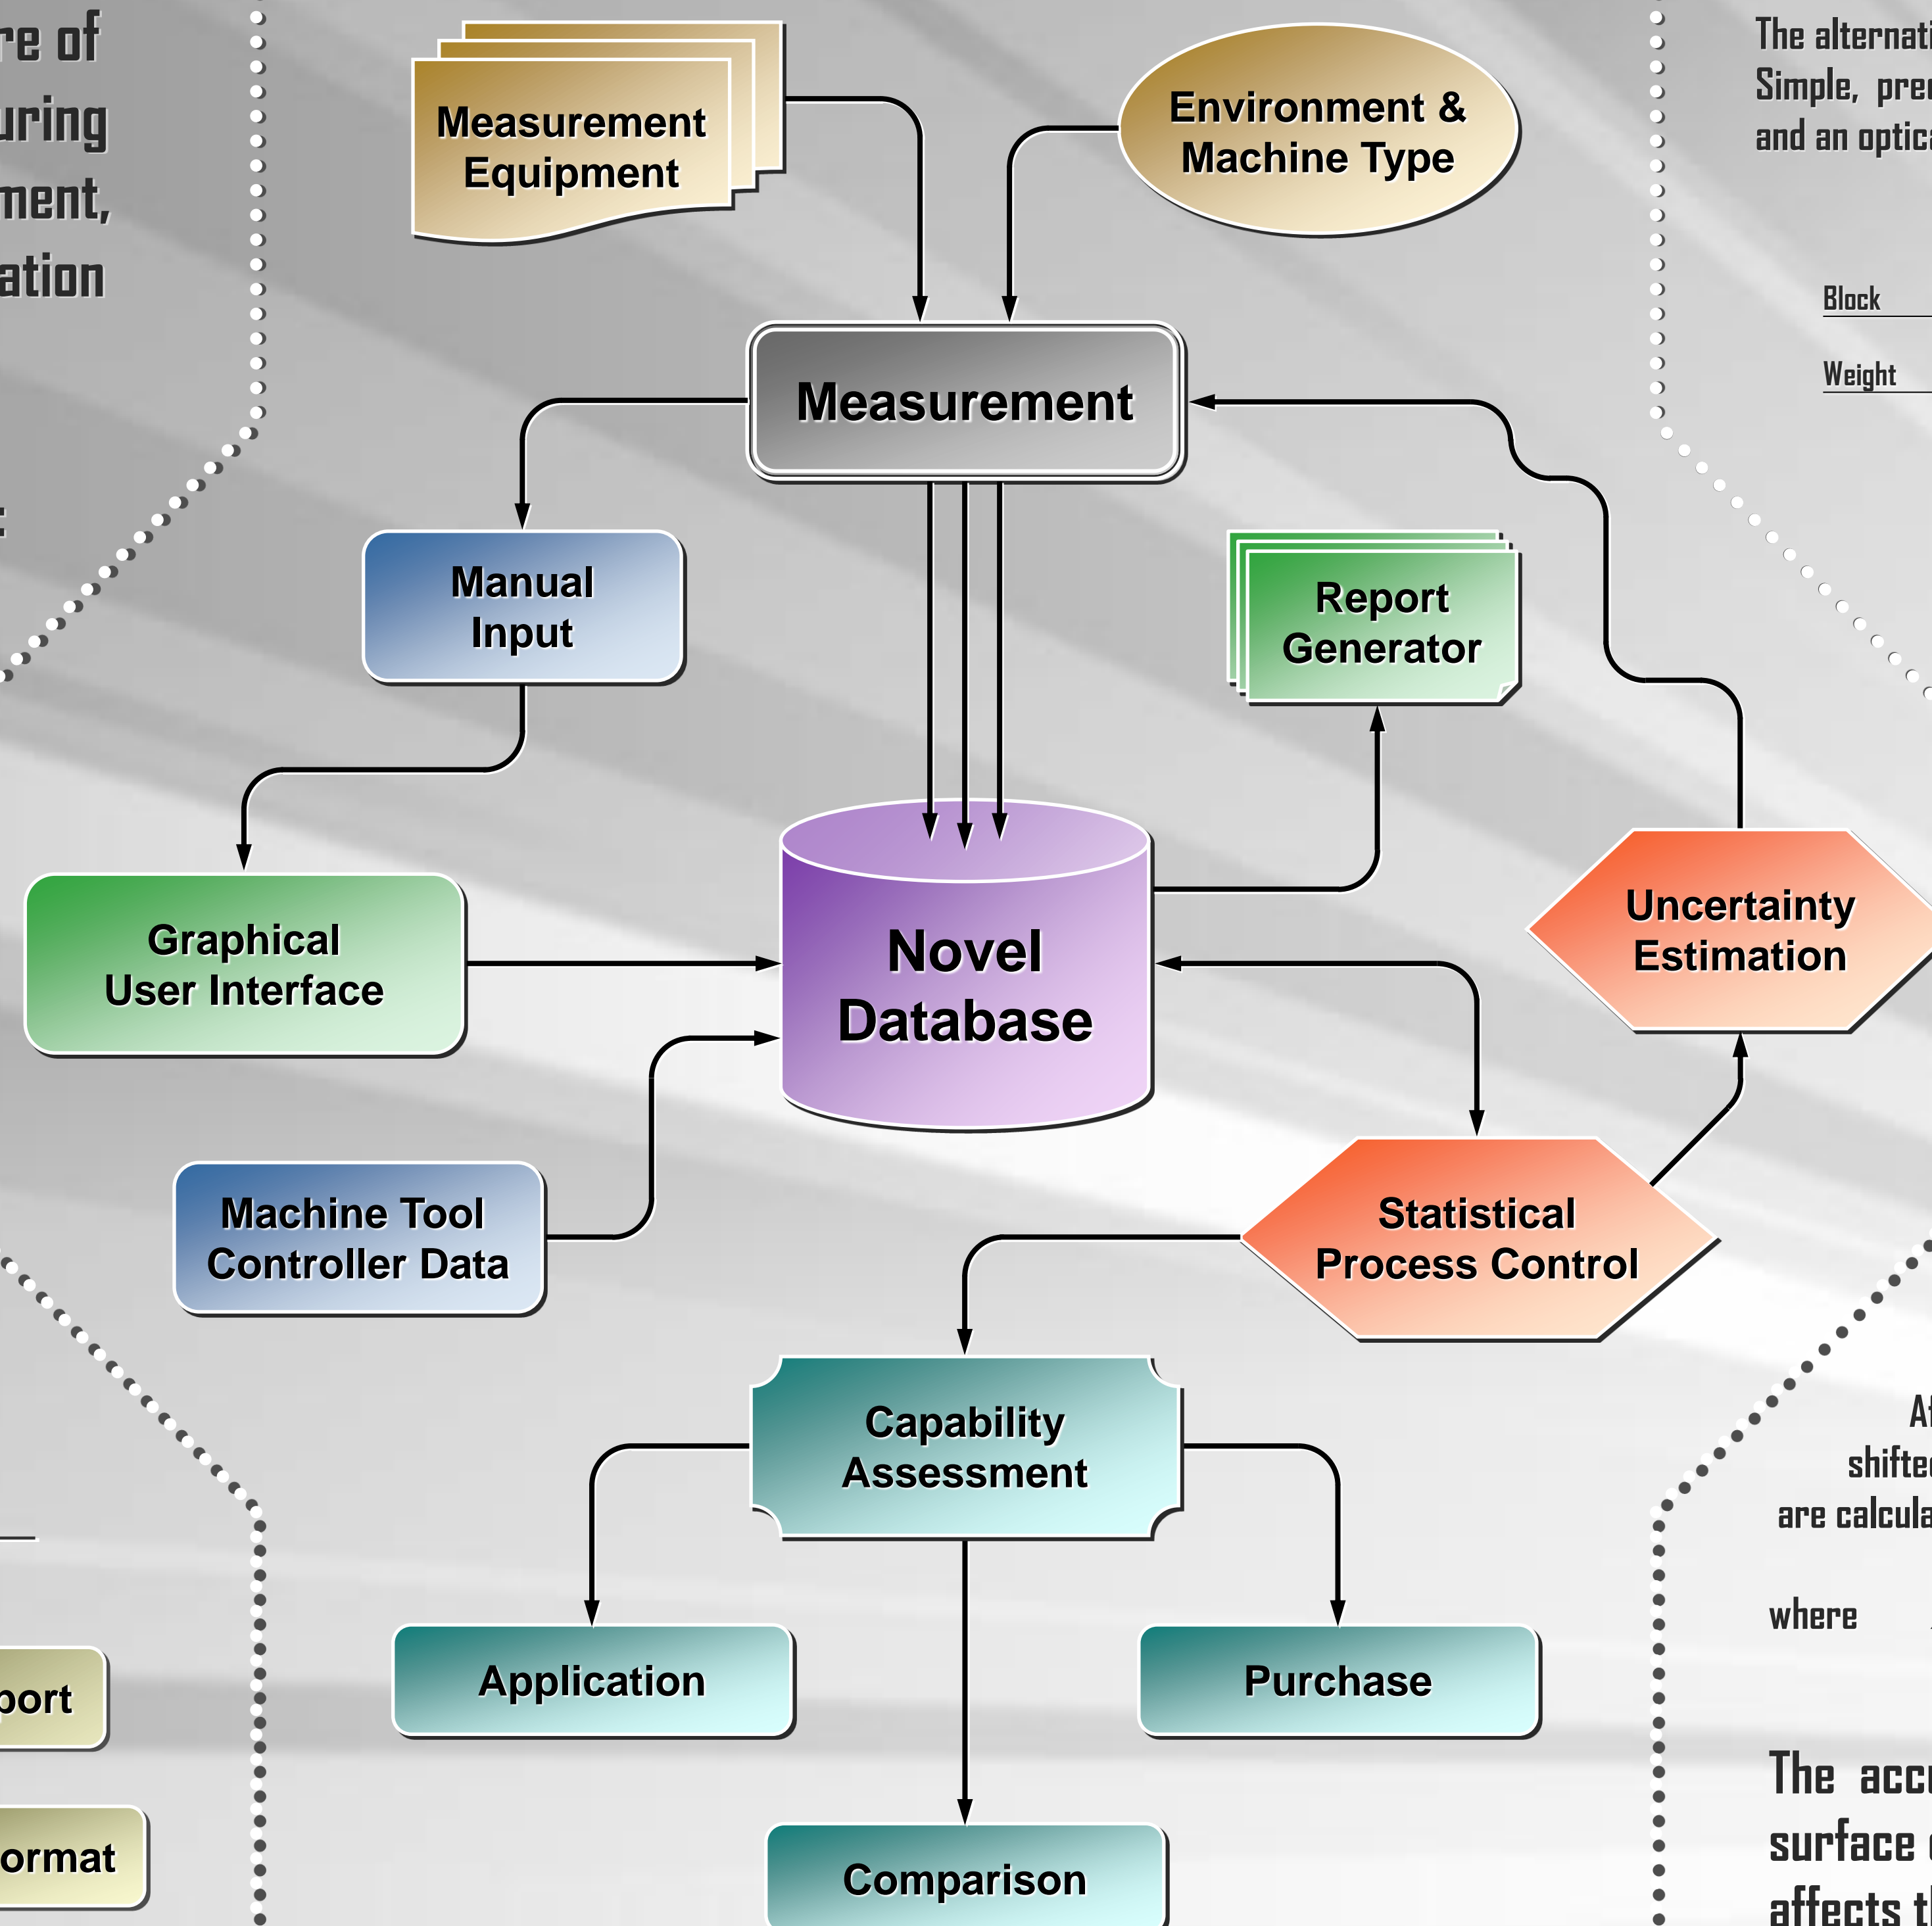 re of
uring
ment,
ation
:
Measurement
Equipment
Environment &
Machine Type
The alternati
Simple, pre
and an optic
Block
Weight
Measurement
Manual
Input
Report
Generator
Graphical
User Interface
Novel
Database
Uncertainty
Estimation
Machine Tool
Controller Data
Statistical
Process Control
Capability
Assessment
Application
Purchase
Comparison
port
ormat
shifte
are calcula
where
The acc
surface
affects t